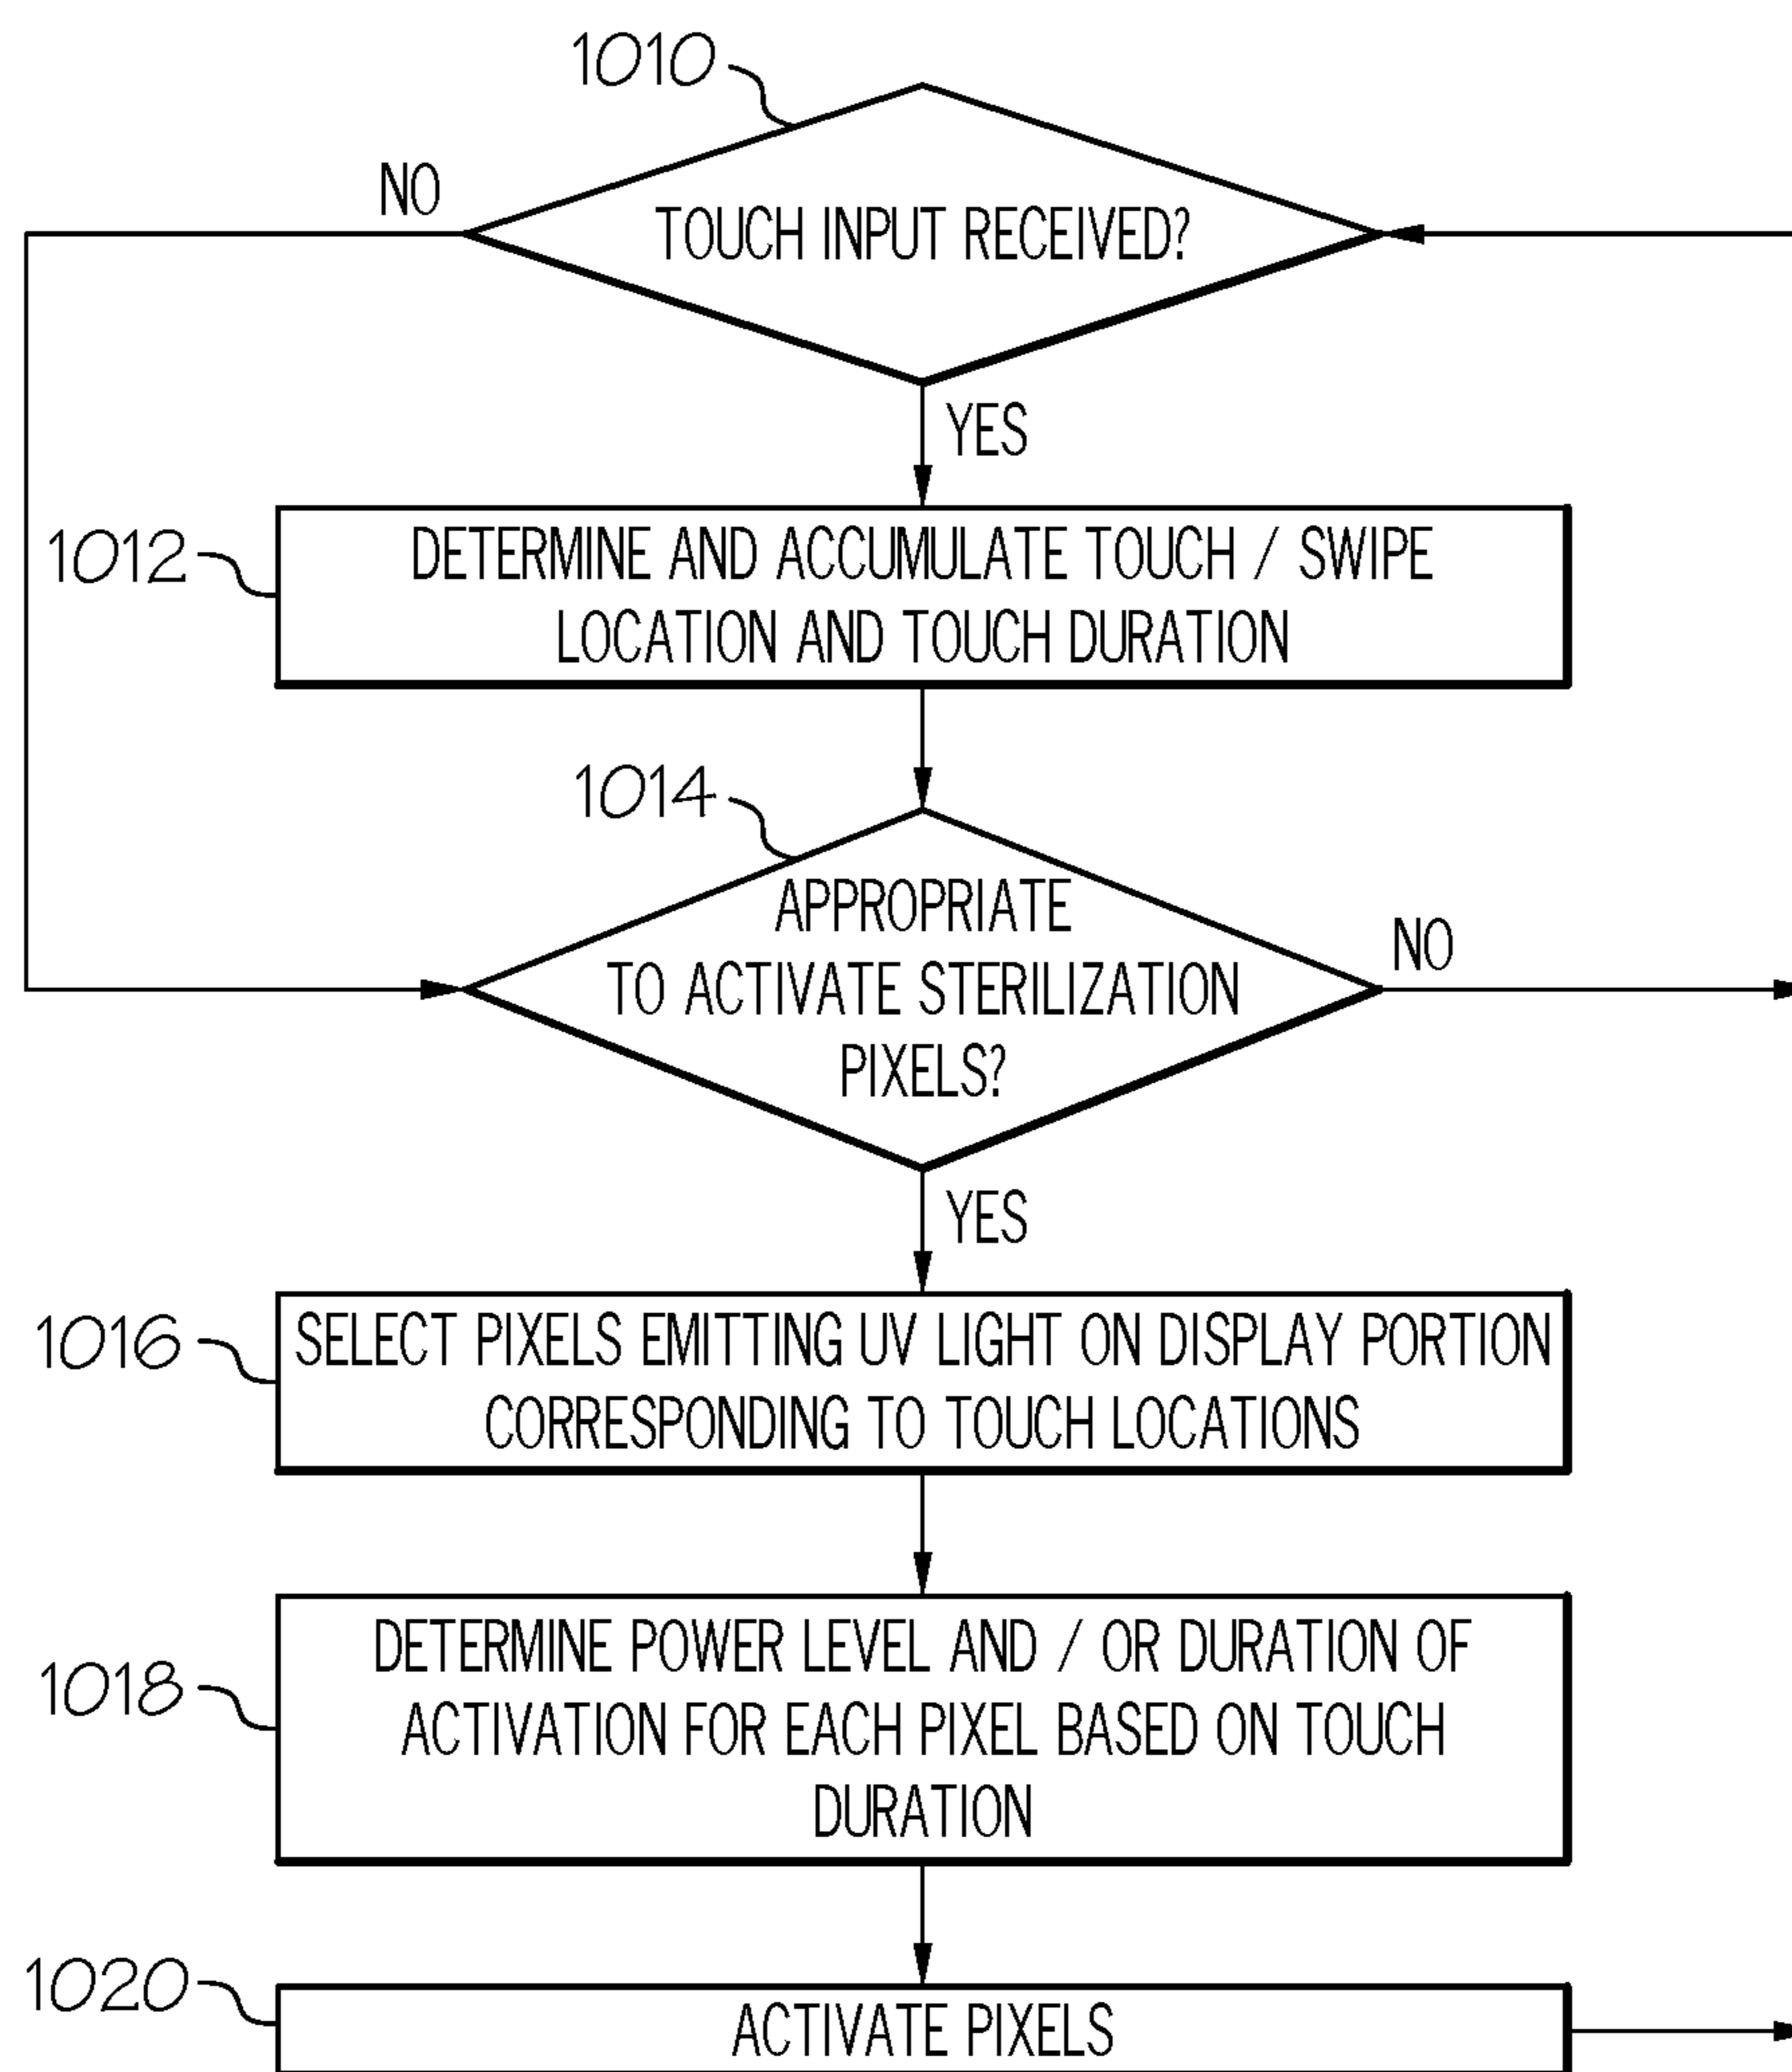 1010
NO
TOUCH INPUT RECEIVED?
YES
1012
DETERMINE AND ACCUMULATE TOUCH / SWIPE
LOCATION AND TOUCH DURATION
1014
APPROPRIATE
TO ACTIVATE STERILIZATION
PIXELS?
NO
YES
1016
SELECT PIXELS EMITTING UV LIGHT ON DISPLAY PORTION
CORRESPONDING TO TOUCH LOCATIONS
1018
DETERMINE POWER LEVEL AND / OR DURATION OF
ACTIVATION FOR EACH PIXEL BASED ON TOUCH
DURATION
1020
ACTIVATE PIXELS